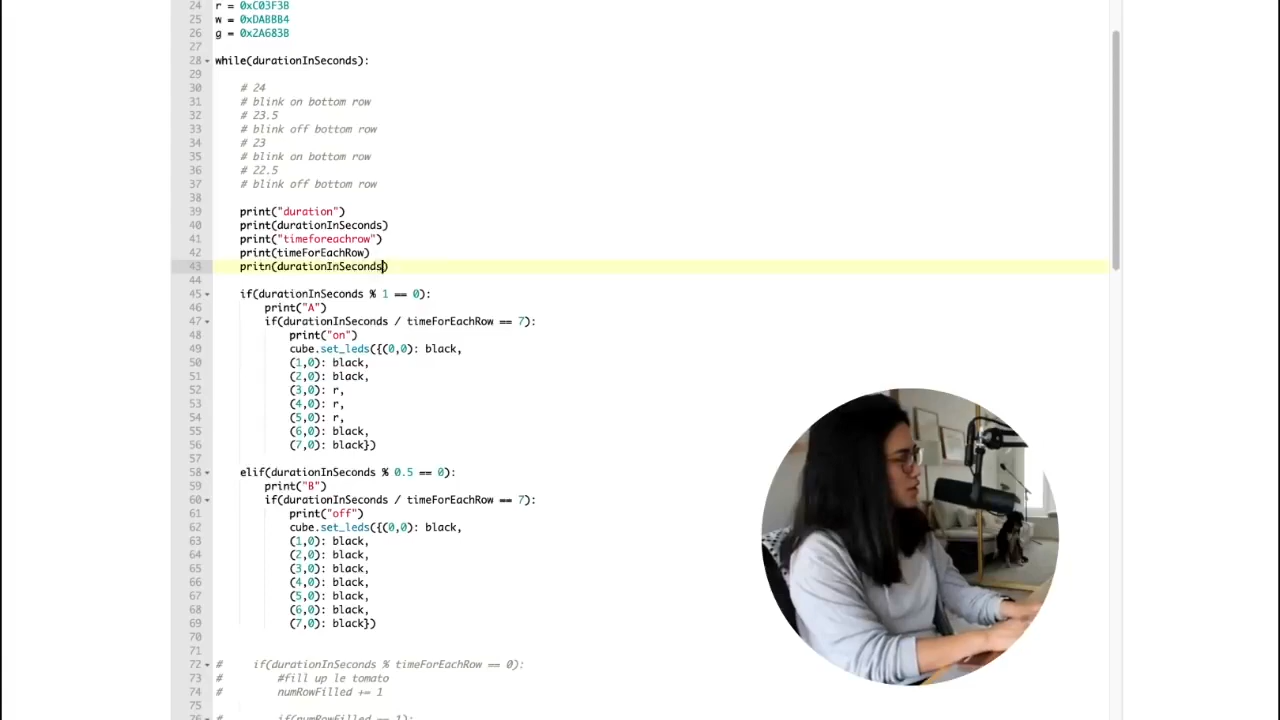 24 r = 0xC03F3B
25 w = 0xDABBB4
26 g = 0x2A683B
27
28 while(durationInSeconds):
29
30 # 24
31 # blink on bottom row
32 # 23.5
33 # blink off bottom row
34 # 23
35 # blink on bottom row
36 # 22.5
37 # blink off bottom row
38
39 print("duration")
40 print(durationInSeconds)
41 print("timeforeachrow")
42 print(timeForEachRow)
43 pritn(durationInSeconds)
44
45 if(durationInSeconds % 1 == 0):
46 print("A")
47 if(durationInSeconds / timeForEachRow == 7):
48 print("on")
49 cube.set_leds({(0,0): black,
50 (1,0): black,
51 (2,0): black,
52 (3,0): r,
53 (4,0): r,
54 (5,0): r,
55 (6,0): black,
56 (7,0): black})
57
58 elif(durationInSeconds % 0.5 == 0):
59 print("B")
60 if(durationInSeconds / timeForEachRow == 7):
61 print("off")
62 cube.set_leds({(0,0): black,
63 (1,0): black,
64 (2,0): black,
65 (3,0): black,
66 (4,0): black,
67 (5,0): black,
68 (6,0): black,
69 (7,0): black})
70
71
72 # if(durationInSeconds % timeForEachRow == 0):
73 # #fill up le tomato
74 # numRowFilled += 1
75
76 # if(numRowFilled == 1):